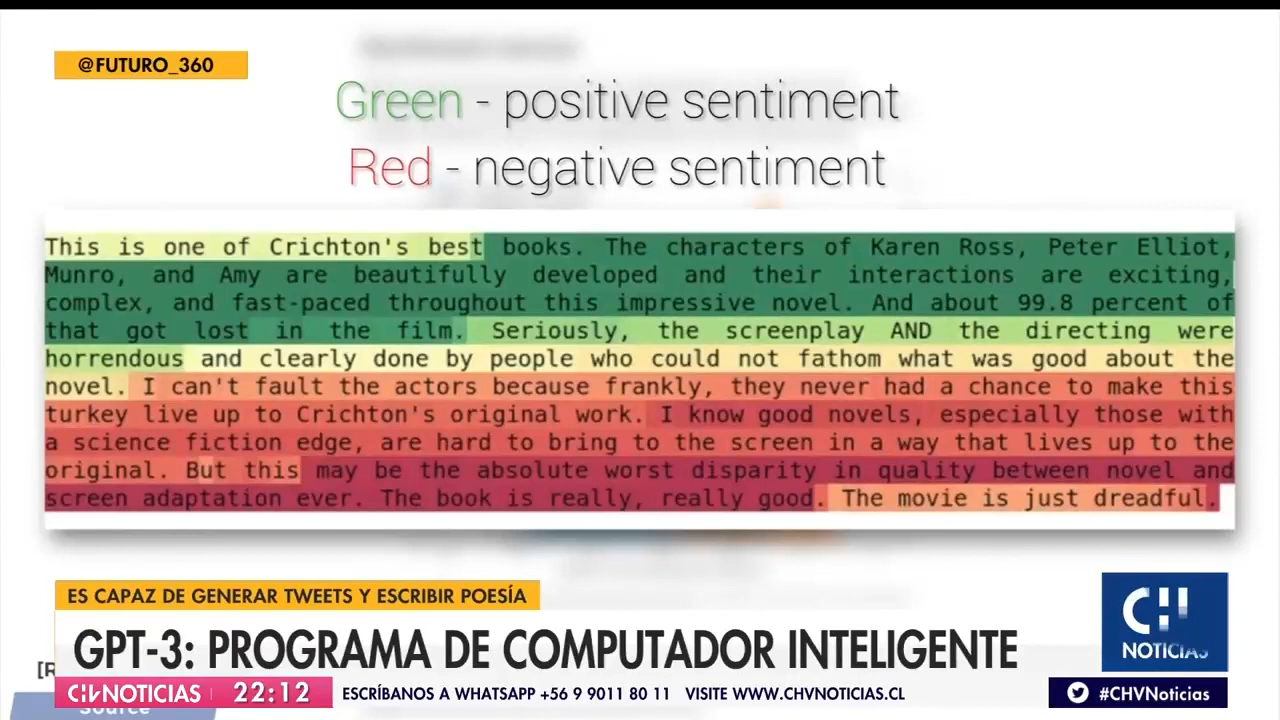 @FUTURO_360
Green - positive sentiment
Red - negative sentiment
This is one of Crichton's best books. The characters of Karen Ross, Peter Elliot,
Munro, and Amy are beautifully developed and their interactions are exciting,
complex, and fast-paced throughout this impressive novel. And about 99.8 percent of
that got lost in the film. Seriously, the screenplay AND the directing were
horrendous and clearly done by people who could not fathom what was good about the
novel. I can't fault the actors because frankly, they never had a chance to make this
turkey live up to Crichton's original work. I know good novels, especially those with
a science fiction edge, are hard to bring to the screen in a way that lives up to the
original. But this may be the absolute worst disparity in quality between novel and
screen adaptation ever. The book is really, really good. The movie is just dreadful.
ES CAPAZ DE GENERAR TWEETS Y ESCRIBIR POESÍA
GPT-3: PROGRAMA DE COMPUTADOR INTELIGENTE
CH
NOTICIAS
[R
CHV NOTICIAS 22:12 ESCRÍBANOS A WHATSAPP +56 9 9011 80 11 VISITE WWW.CHVNOTICIAS.CL #CHVNoticias
Source